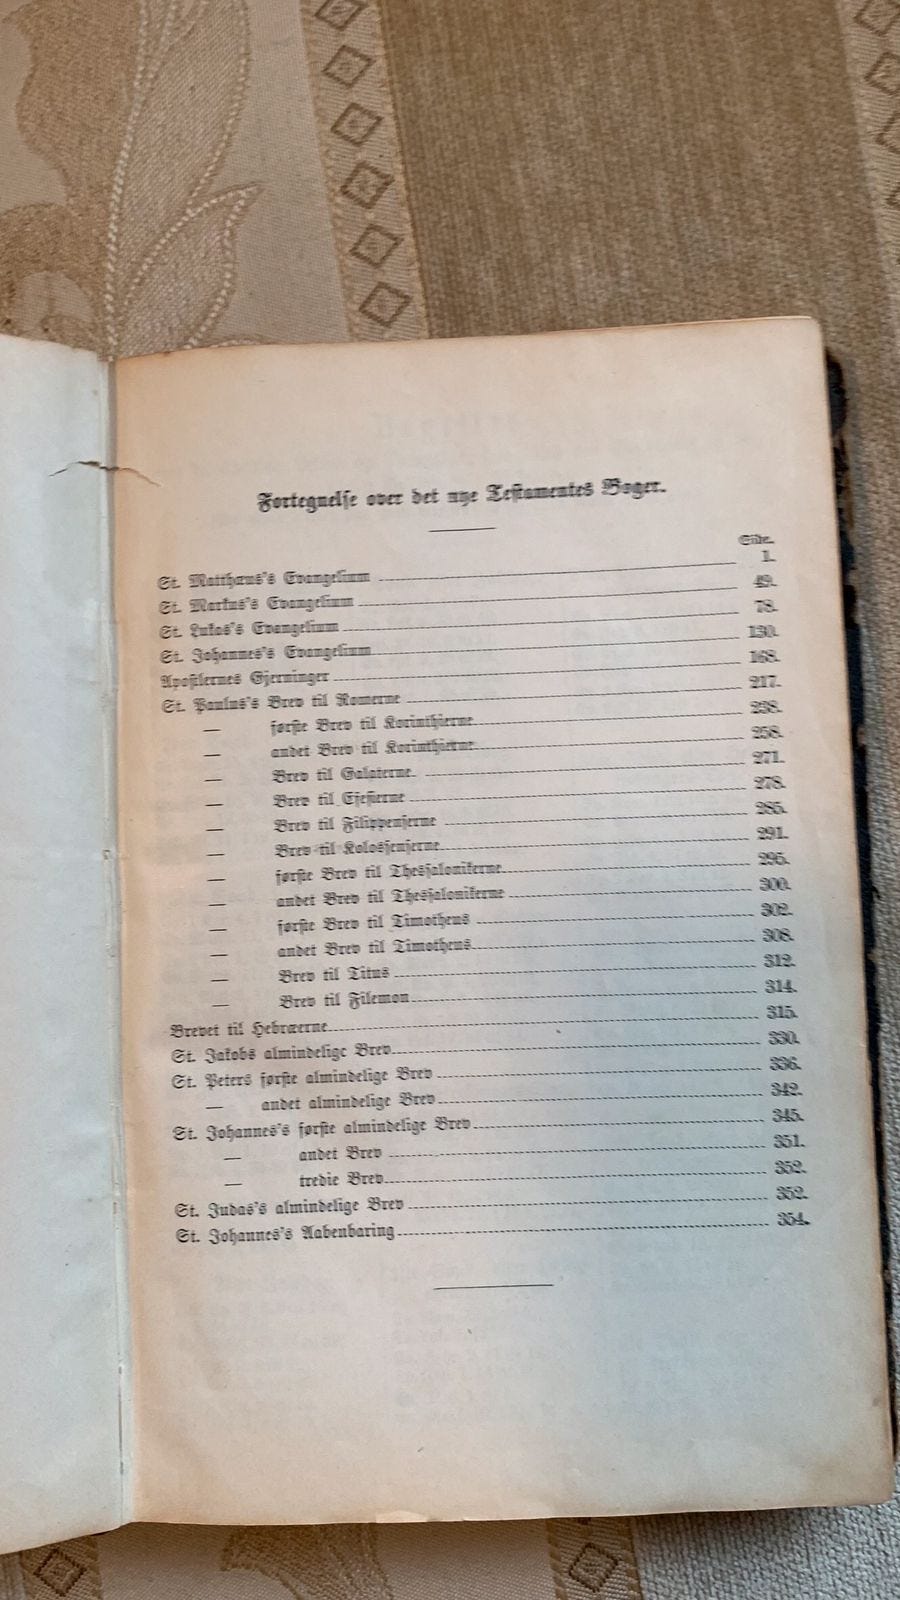 Fortegnelse over det nye Testamentes Bøger.
Side.
St. Matthæus's Evangelium 1.
St. Markus's Evangelium 49.
St. Lukas's Evangelium 78.
St. Johannes's Evangelium 130.
Apostlernes Gjerninger 168.
St. Paulus's Brev til Romerne 217.
— første Brev til Korinthierne 238.
— andet Brev til Korinthierne 258.
— Brev til Galaterne 271.
— Brev til Efesierne 278.
— Brev til Filippenserne 285.
— Brev til Kolossenserne 291.
— første Brev til Thessalonikerne 295.
— andet Brev til Thessalonikerne 300.
— første Brev til Timotheus 302.
— andet Brev til Timotheus 308.
— Brev til Titus 312.
— Brev til Filemon 314.
Brevet til Hebræerne 315.
St. Jakobs almindelige Brev 330.
St. Peters første almindelige Brev 336.
— andet almindelige Brev 342.
St. Johannes's første almindelige Brev 345.
— andet Brev 351.
— tredie Brev 352.
St. Judas's almindelige Brev 352.
St. Johannes's Aabenbaring 354.